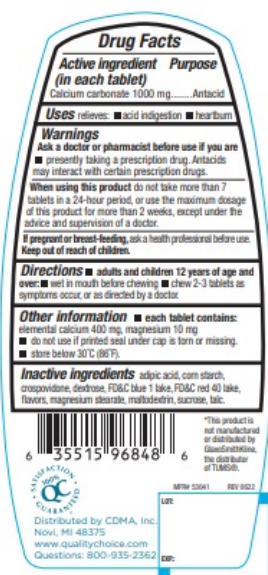 Drug Facts
Active ingredient Purpose
(in each tablet)
Calcium carbonate 1000 mg.......Antacid
Uses relieves: ■ acid indigestion ■ heartburn
Warnings
Ask a doctor or pharmacist before use if you are
■ presently taking a prescription drug. Antacids
may interact with certain prescription drugs.
When using this product do not take more than 7
tablets in a 24-hour period, or use the maximum dosage
of this product for more than 2 weeks, except under the
advice and supervision of a doctor.
If pregnant or breast-feeding, ask a health professional before use.
Keep out of reach of children.
Directions ■ adults and children 12 years of age and
over: ■ wet in mouth before chewing ■ chew 2-3 tablets as
symptoms occur, or as directed by a doctor.
Other information ■ each tablet contains:
elemental calcium 400 mg, magnesium 10 mg
■ do not use if printed seal under cap is torn or missing.
■ store below 30°C (86°F).
Inactive ingredients adipic acid, corn starch,
crospovidone, dextrose, FD&C blue 1 lake, FD&C red 40 lake,
flavors, magnesium stearate, maltodextrin, sucrose, talc.
6 35515 96848 6
*This product is
not manufactured
or distributed by
GlaxoSmithKline,
the distributor
of TUMS®.
SATISFACTION
100%
QC
GUARANTEED
MFR# 53041 REV 0522
Distributed by CDMA, Inc.
Novi, MI 48375
www.qualitychoice.com
Questions: 800-935-2362
LOT:
EXP: